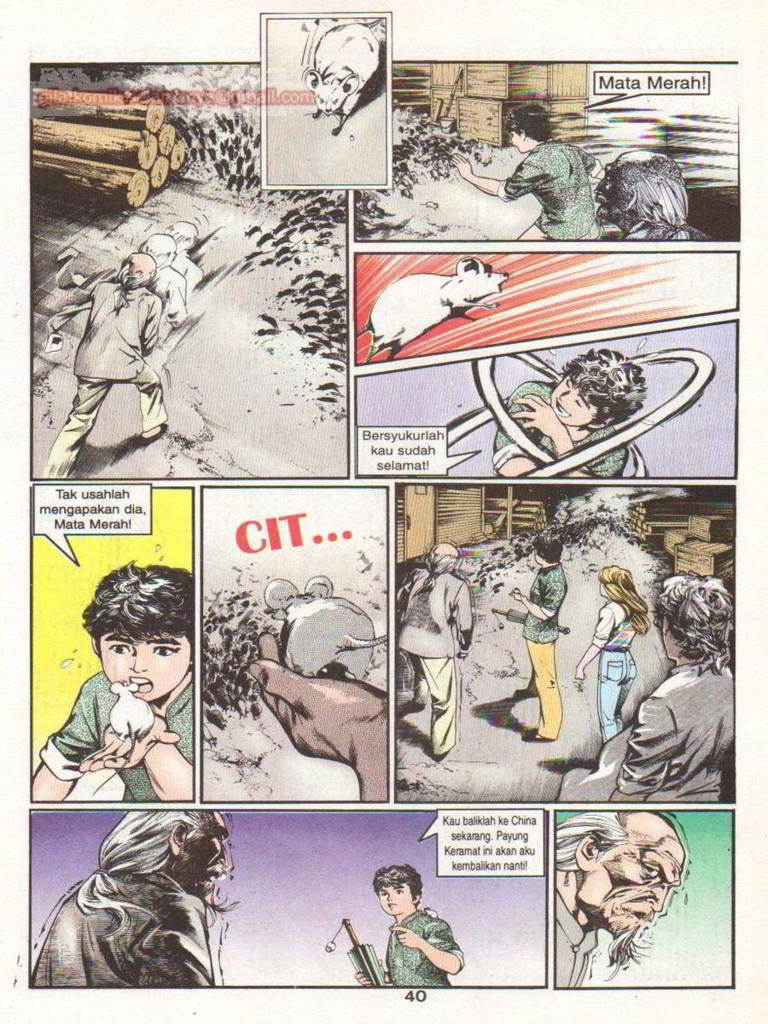 Mata Merah!
Bersyukurlah
kau sudah
selamat!
Tak usahlah
mengapakan dia,
Mata Merah!
CIT...
Kau baliklah ke China
sekarang. Payung
Keramat ini akan aku
kembalikan nanti!
40